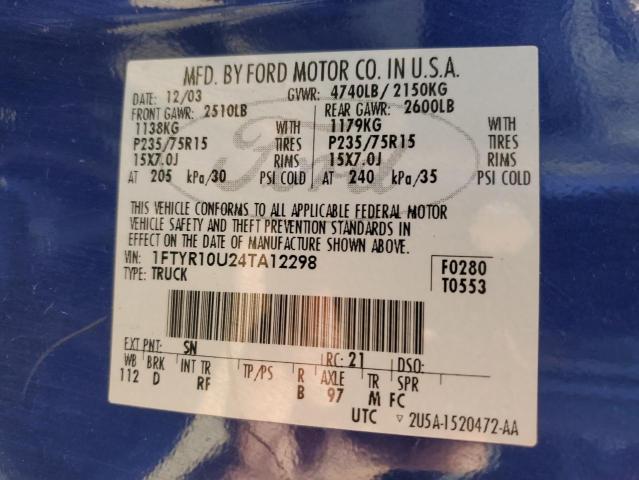 MFD. BY FORD MOTOR CO. IN U.S.A.
DATE: 12/03 GVWR: 4740LB/ 2150KG
FRONT GAWR: 2510LB REAR GAWR: 2600LB
1138KG WITH 1179KG WITH
P235/75R15 TIRES P235/75R15 TIRES
15X7.0J RIMS 15X7.0J RIMS
AT 205 kPa/30 PSI COLD AT 240 kPa/35 PSI COLD
Ford
THIS VEHICLE CONFORMS TO ALL APPLICABLE FEDERAL MOTOR
VEHICLE SAFETY AND THEFT PREVENTION STANDARDS IN
EFFECT ON THE DATE OF MANUFACTURE SHOWN ABOVE.
VIN: 1FTYR10U24TA12298 F0280
TYPE: TRUCK T0553
EXT PNT: SN RC: 21 DSO:
WB BRK INT TR TP/PS R AXLE TR SPR
112 D RF B 97 M FC
UTC ▽ 2U5A-1520472-AA